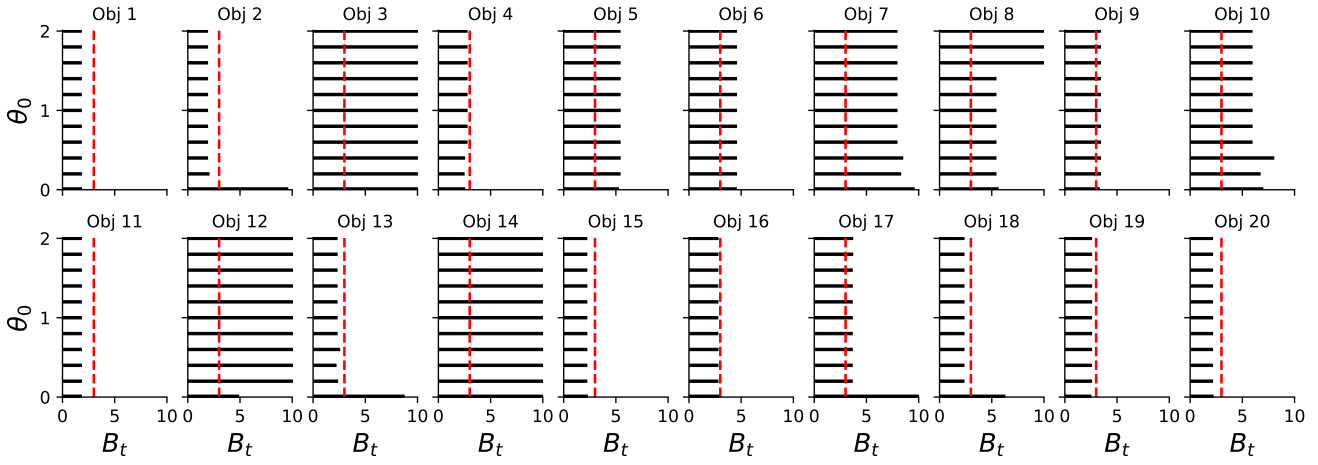 Obj 1 Obj 2 Obj 3 Obj 4 Obj 5 Obj 6 Obj 7 Obj 8 Obj 9 Obj 10
2
θ₀ 1
0
Obj 11 Obj 12 Obj 13 Obj 14 Obj 15 Obj 16 Obj 17 Obj 18 Obj 19 Obj 20
2
θ₀ 1
0
0 5 10 0 5 10 0 5 10 0 5 10 0 5 10 0 5 10 0 5 10 0 5 10 0 5 10 0 5 10
Bₜ Bₜ Bₜ Bₜ Bₜ Bₜ Bₜ Bₜ Bₜ Bₜ